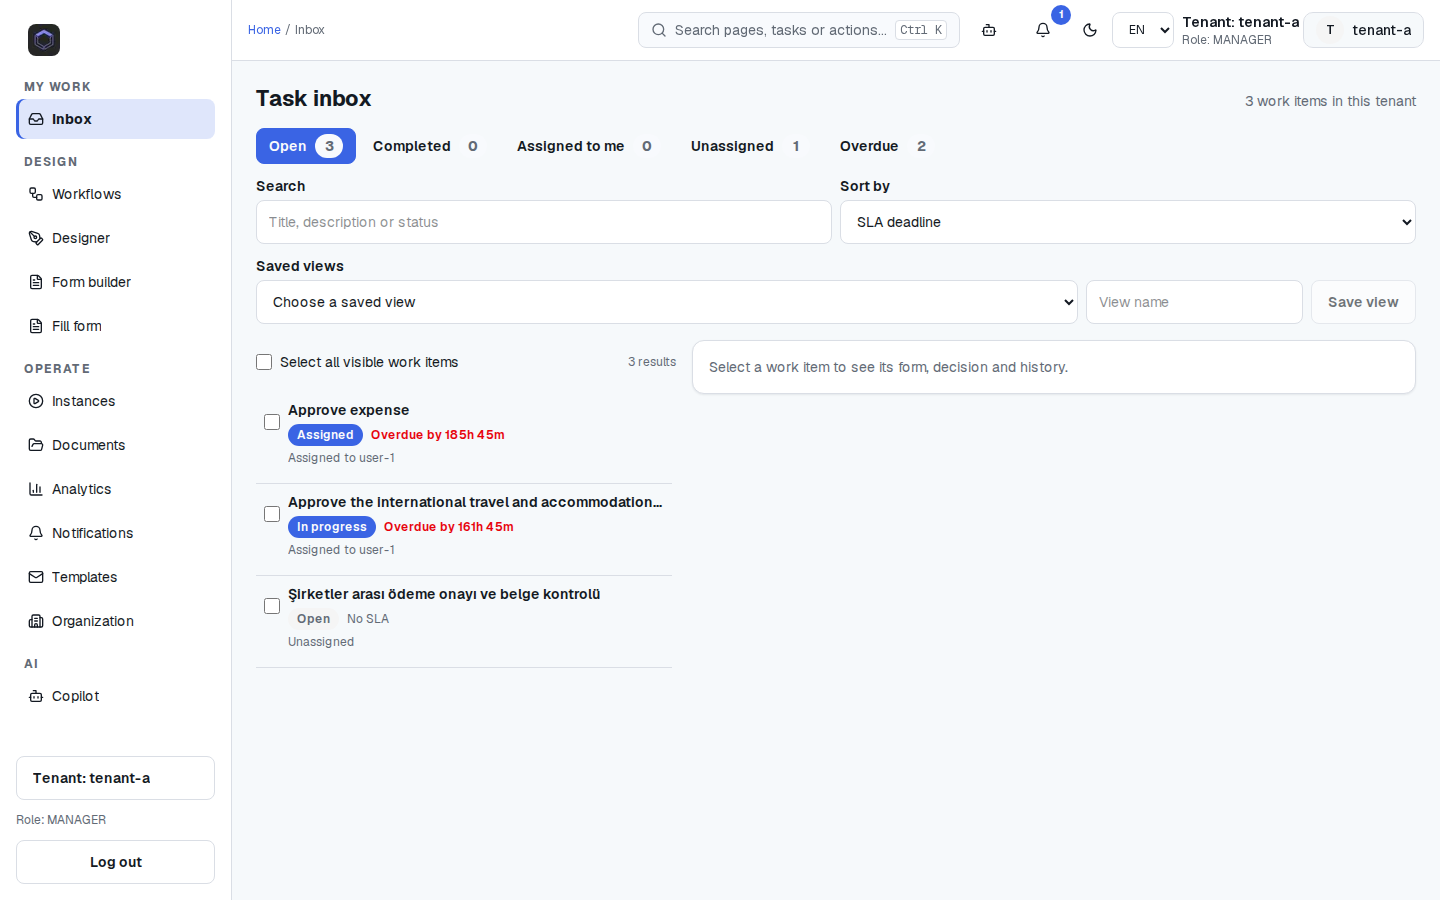 Home / Inbox
Search pages, tasks or actions... Ctrl K
1
EN
Tenant: tenant-a
Role: MANAGER
T tenant-a
MY WORK
Inbox
DESIGN
Workflows
Designer
Form builder
Fill form
OPERATE
Instances
Documents
Analytics
Notifications
Templates
Organization
AI
Copilot
Tenant: tenant-a
Role: MANAGER
Log out
Task inbox
3 work items in this tenant
Open 3 Completed 0 Assigned to me 0 Unassigned 1 Overdue 2
Search
Title, description or status
Sort by
SLA deadline
Saved views
Choose a saved view
View name
Save view
Select all visible work items
3 results
Approve expense
Assigned Overdue by 185h 45m
Assigned to user-1
Approve the international travel and accommodation...
In progress Overdue by 161h 45m
Assigned to user-1
Şirketler arası ödeme onayı ve belge kontrolü
Open No SLA
Unassigned
Select a work item to see its form, decision and history.